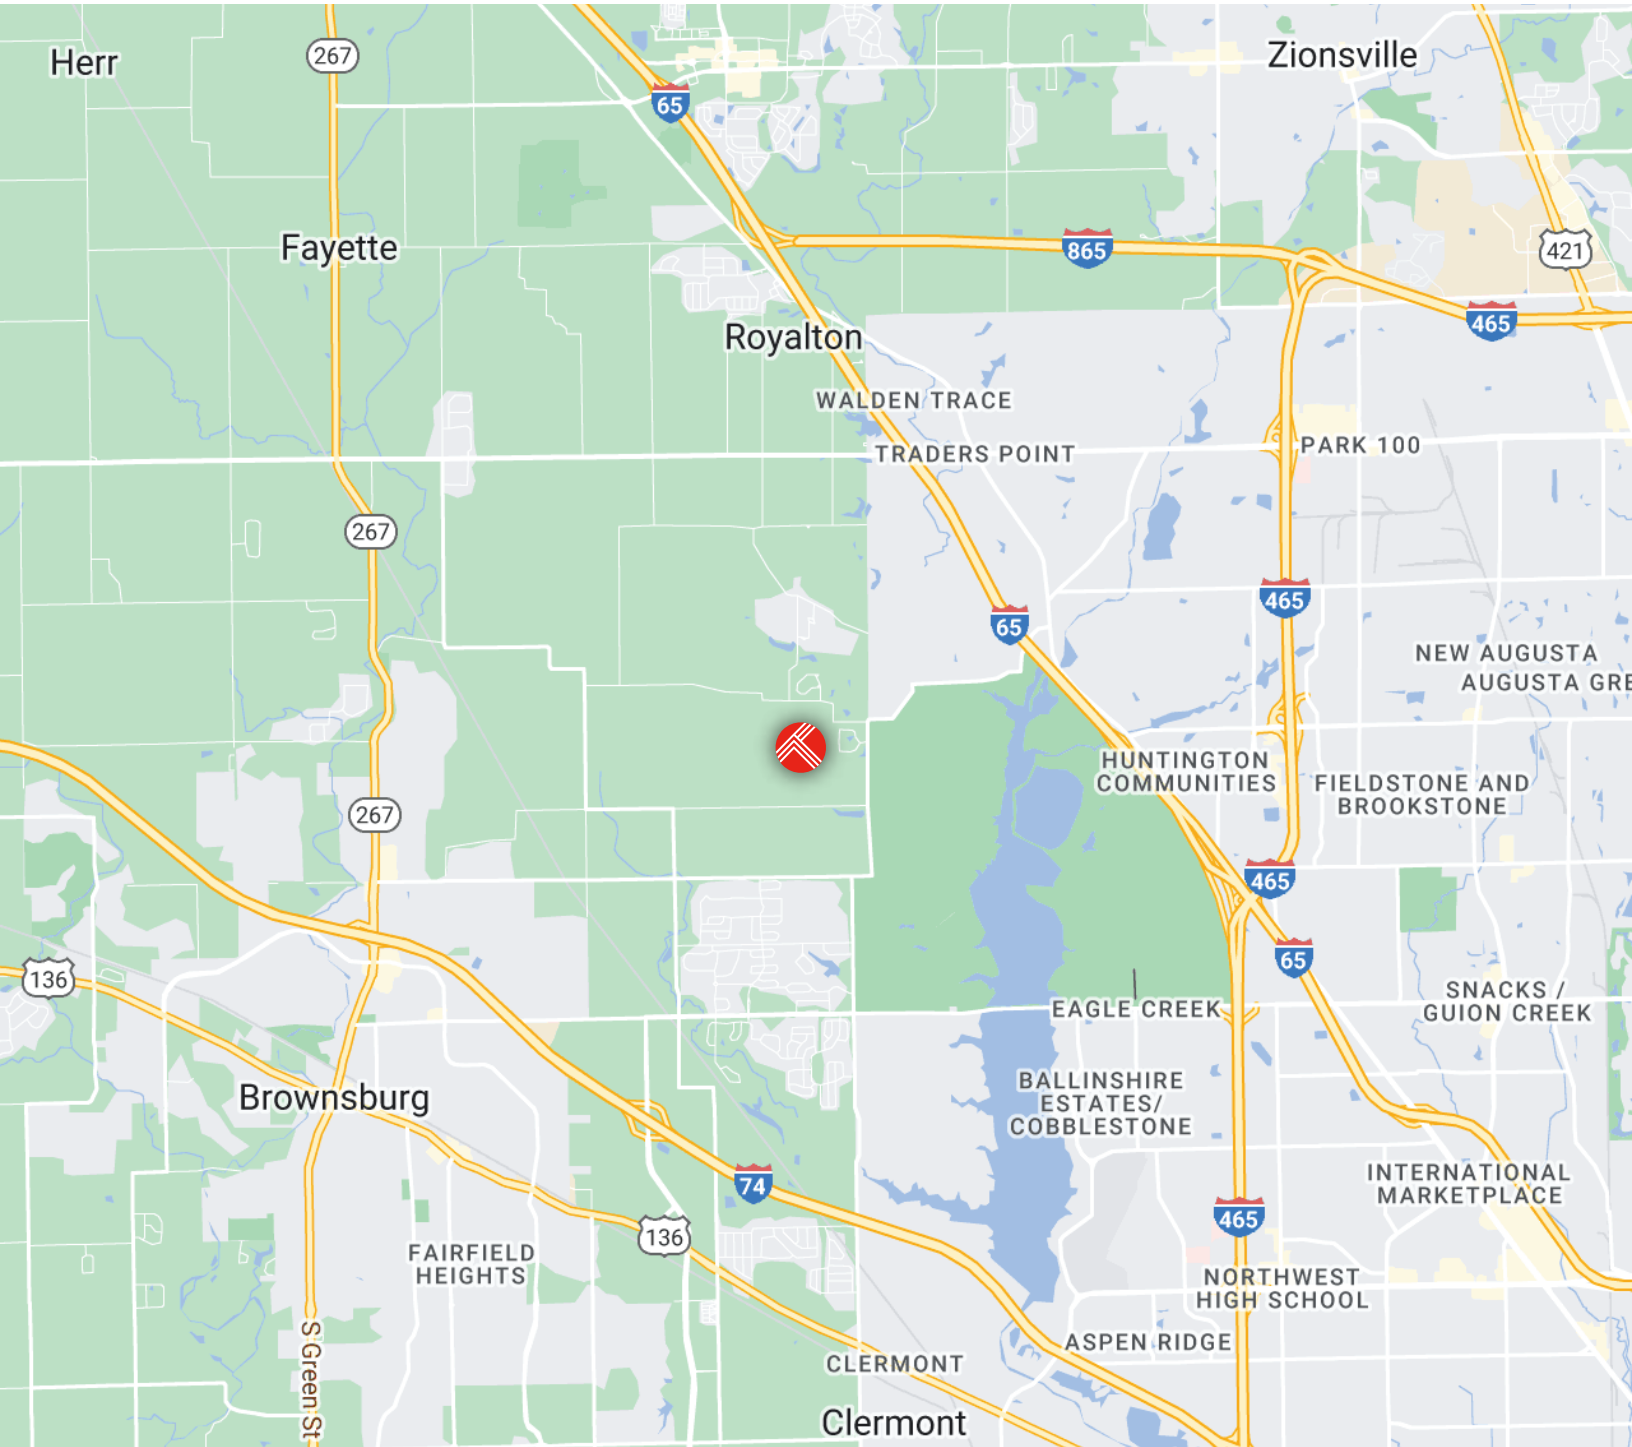 Herr
267
65
Zionsville
Fayette
865
421
465
Royalton
WALDEN TRACE
TRADERS POINT
PARK 100
267
465
65
NEW AUGUSTA
AUGUSTA GRE
HUNTINGTON
COMMUNITIES
FIELDSTONE AND
BROOKSTONE
267
465
136
65
EAGLE CREEK
SNACKS /
GUION CREEK
Brownsburg
BALLINSHIRE
ESTATES/
COBBLESTONE
74
INTERNATIONAL
MARKETPLACE
465
136
FAIRFIELD
HEIGHTS
NORTHWEST
HIGH SCHOOL
S Green St
ASPEN RIDGE
CLERMONT
Clermont